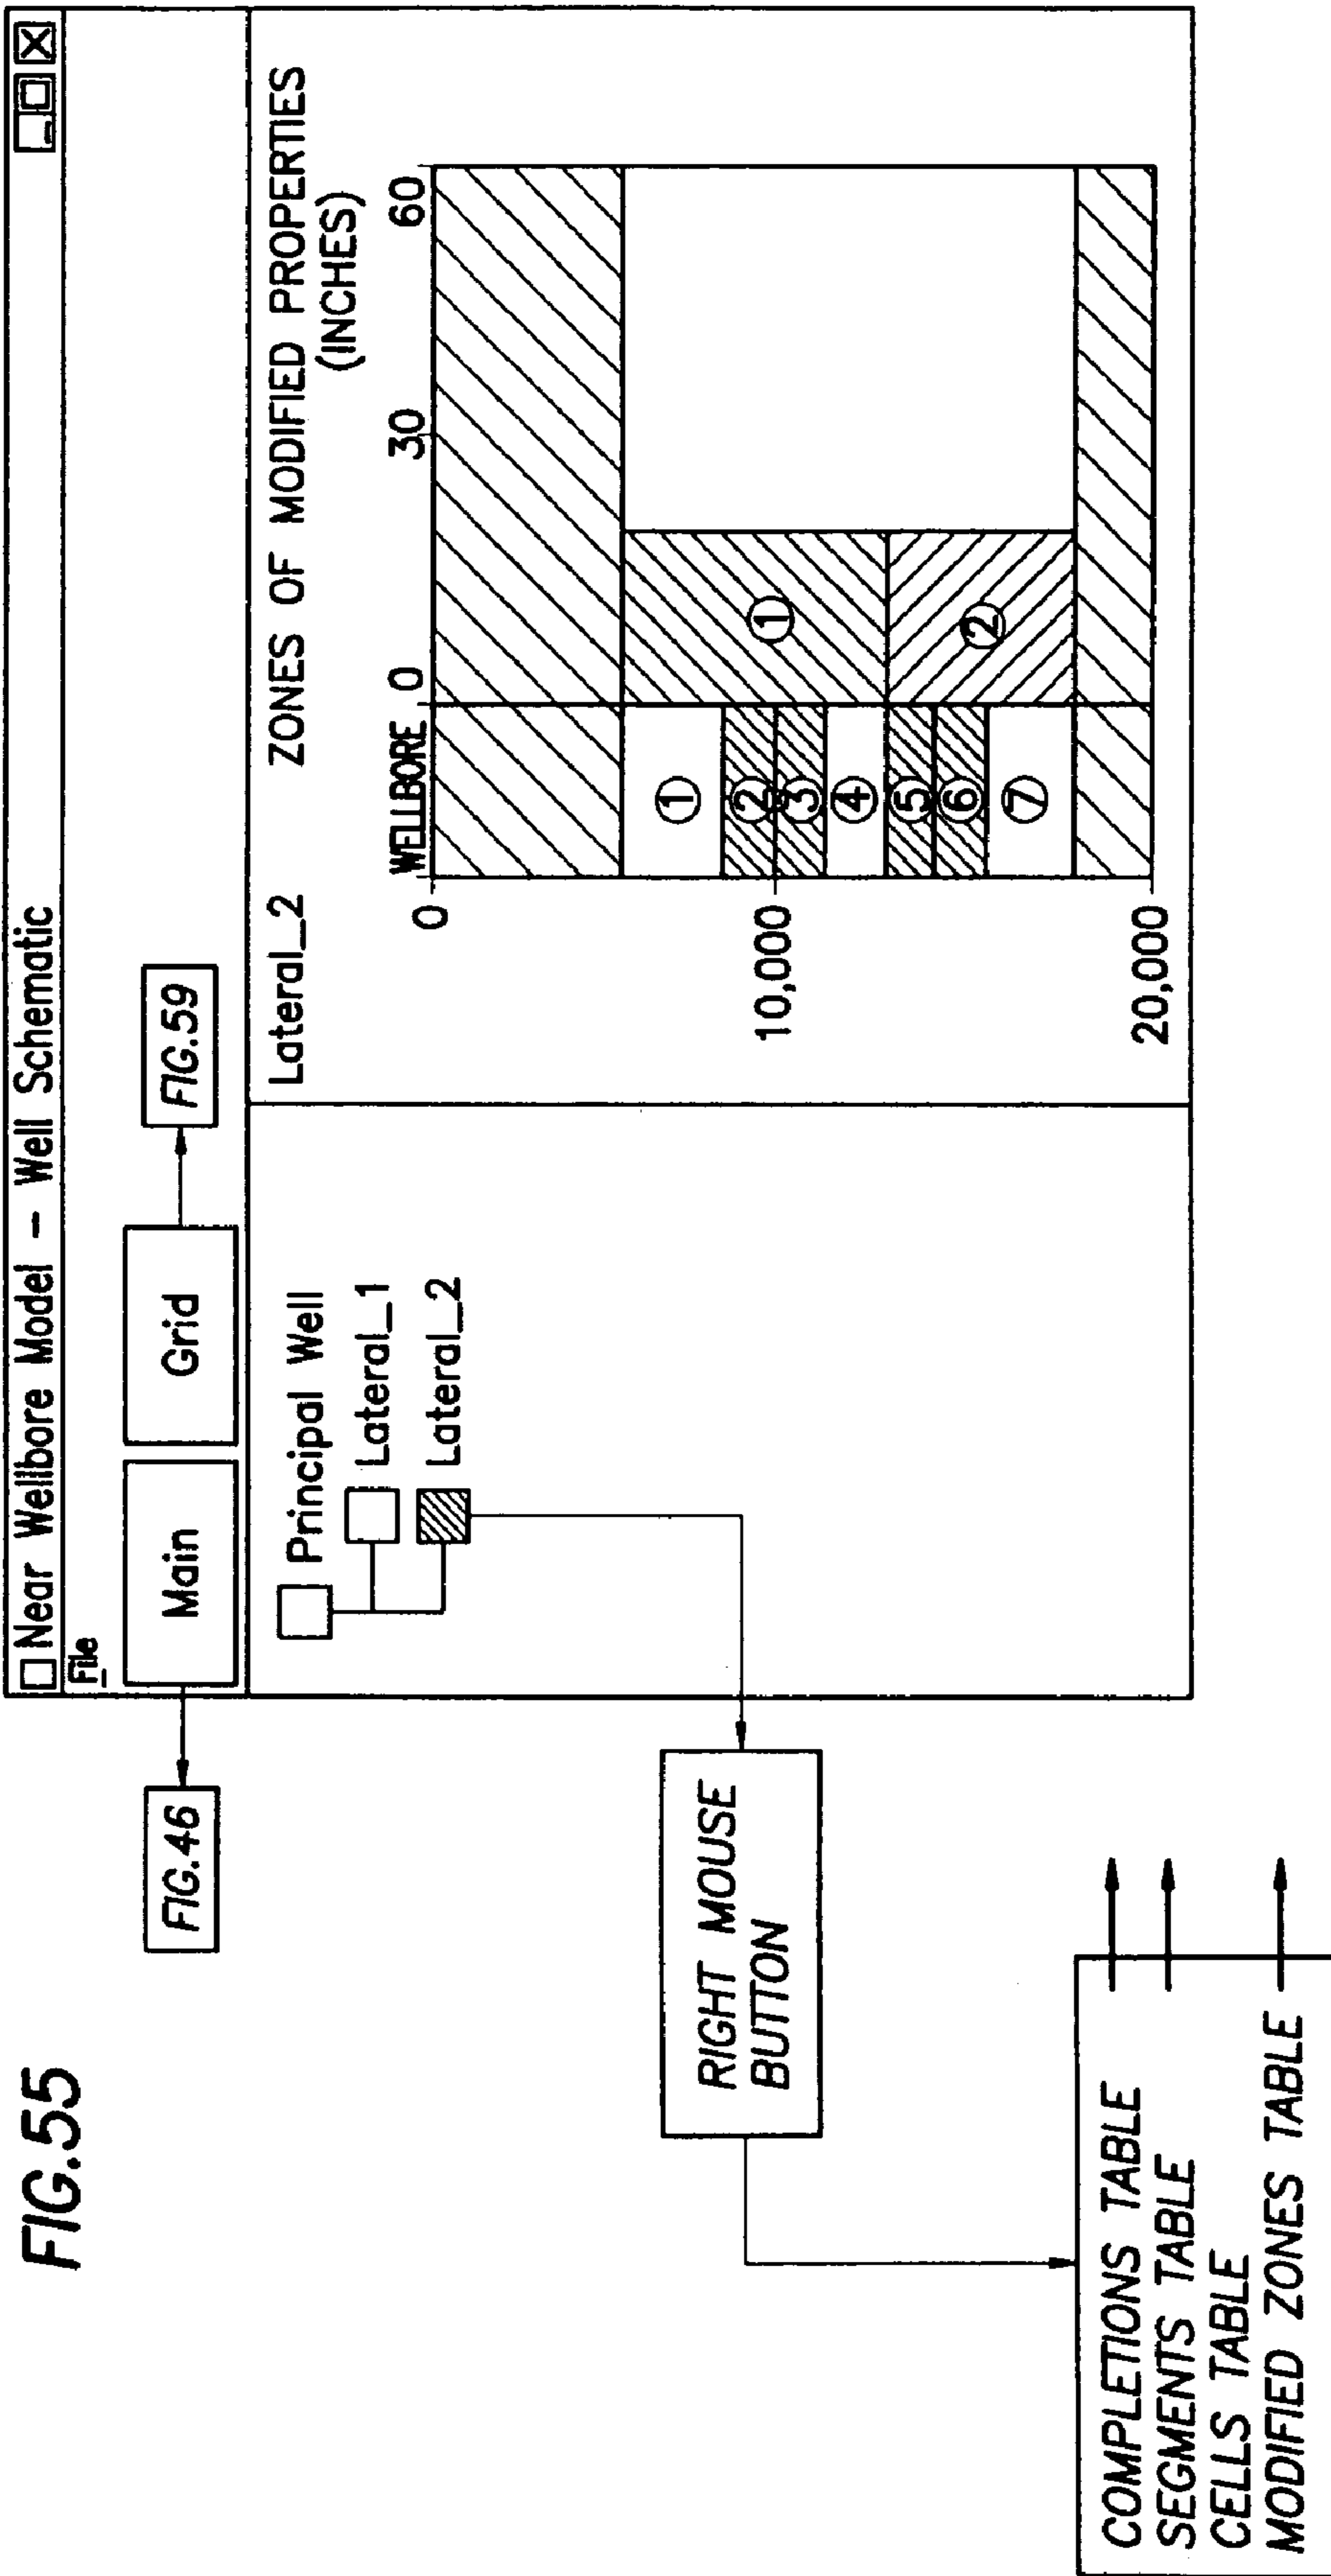 FIG.55
Near Wellbore Model – Well Schematic
File
FIG.46
Main
Grid
FIG.59
Principal Well
Lateral_1
Lateral_2
RIGHT MOUSE
BUTTON
COMPLETIONS TABLE
SEGMENTS TABLE
CELLS TABLE
MODIFIED ZONES TABLE
Lateral_2
ZONES OF MODIFIED PROPERTIES
(INCHES)
WELLBORE
0
30
60
0
10,000
20,000
1
2
3
4
5
6
7
1
2